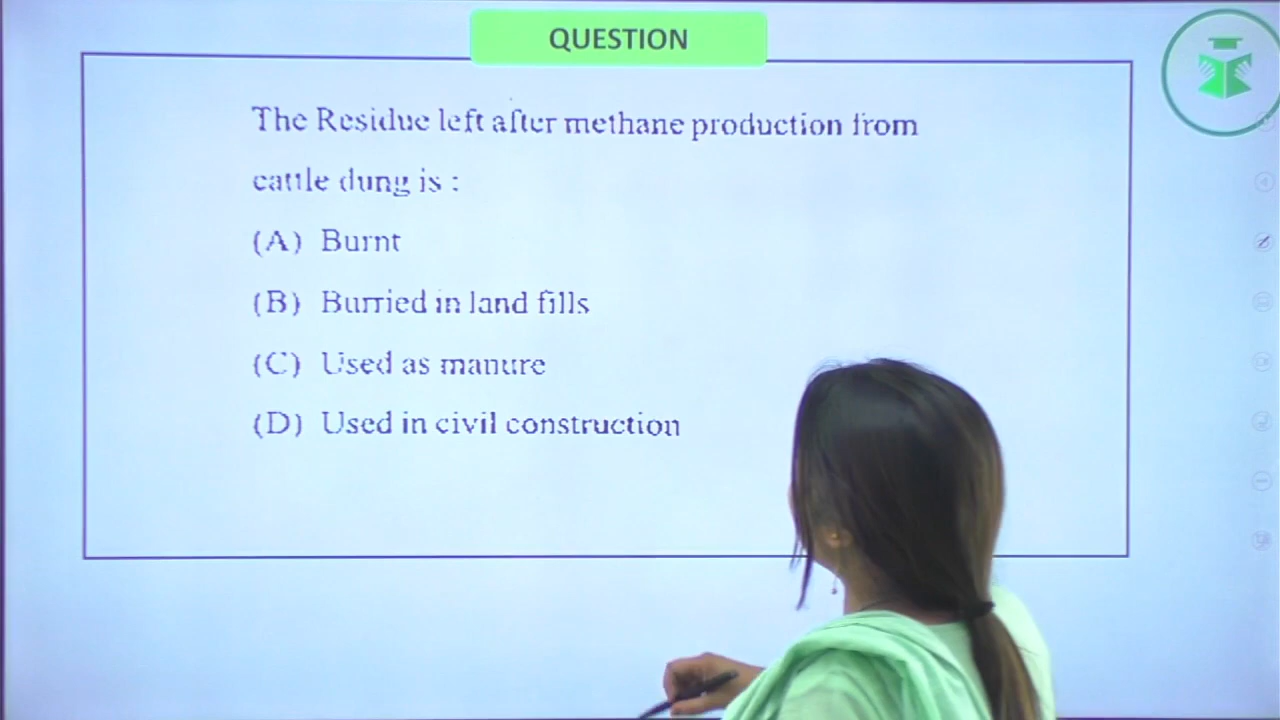 QUESTION
The Residue left after methane production from
cattle dung is :
(A) Burnt
(B) Burried in land fills
(C) Used as manure
(D) Used in civil construction